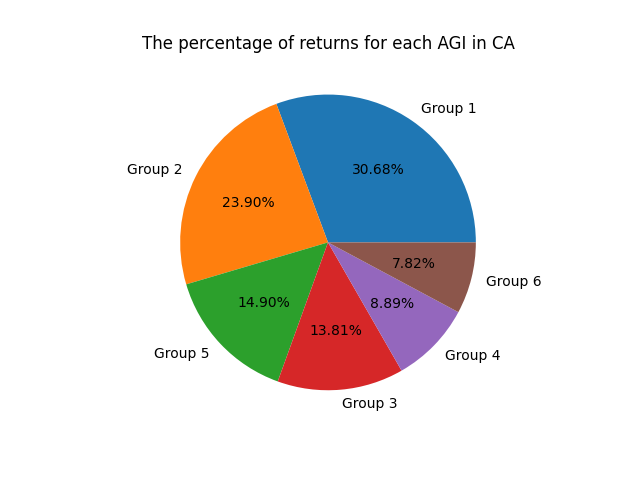 The percentage of returns for each AGI in CA
Group 1
30.68%
Group 2
23.90%
Group 5
14.90%
Group 3
13.81%
Group 4
8.89%
Group 6
7.82%